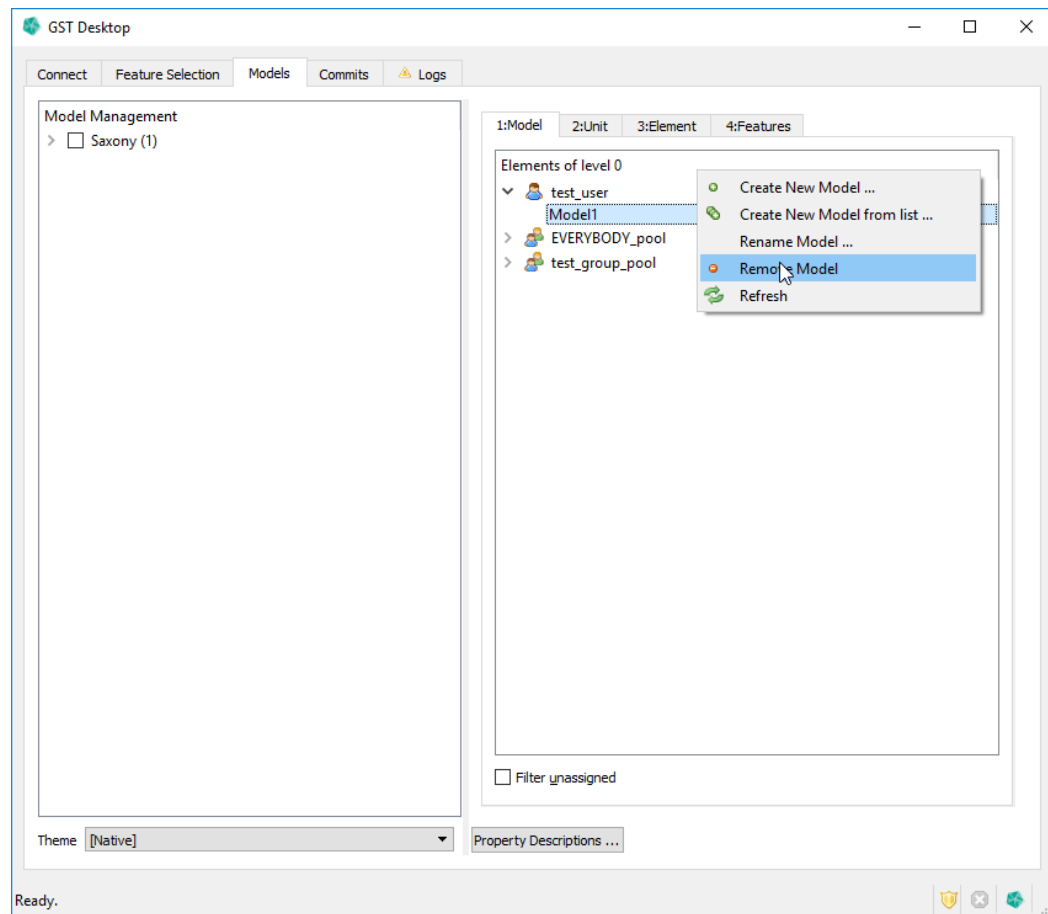 GST Desktop
Connect Feature Selection Models Commits Logs
Model Management
Saxony (1)
1:Model 2:Unit 3:Element 4:Features
Elements of level 0
test_user
Model1
EVERYBODY_pool
test_group_pool
Create New Model ...
Create New Model from list ...
Rename Model ...
Remove Model
Refresh
Filter unassigned
Theme [Native]
Property Descriptions ...
Ready.